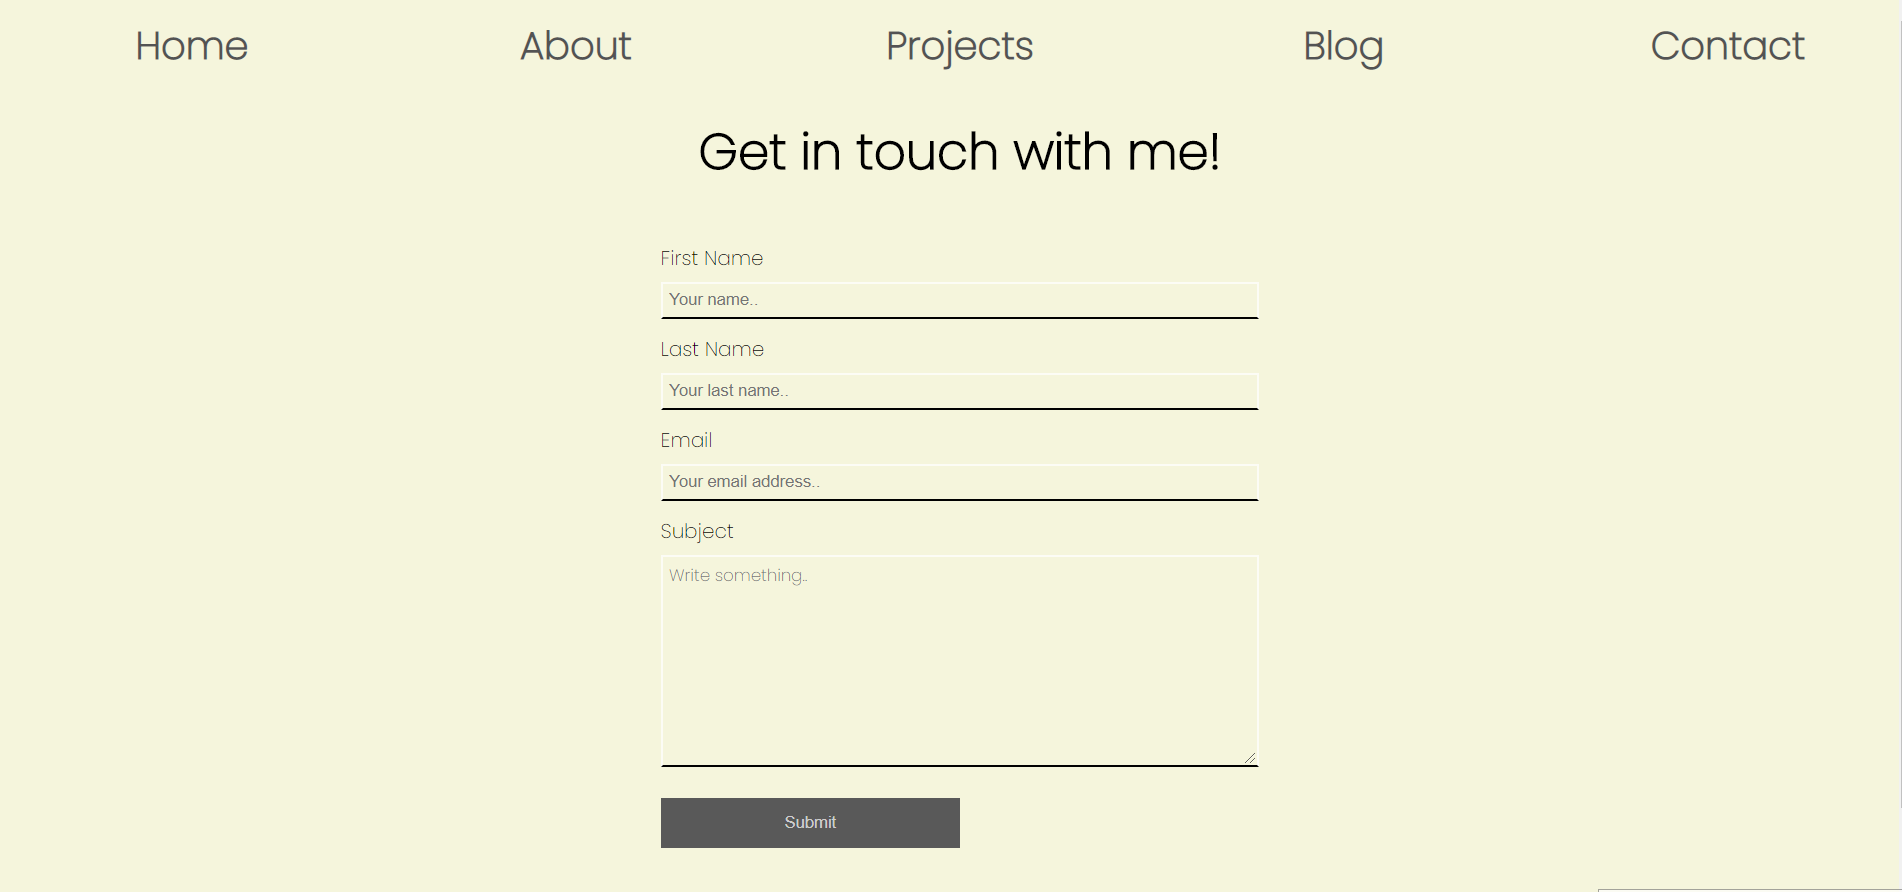 Home About Projects Blog Contact
Get in touch with me!
First Name
Your name..
Last Name
Your last name..
Email
Your email address..
Subject
Write something..
Submit